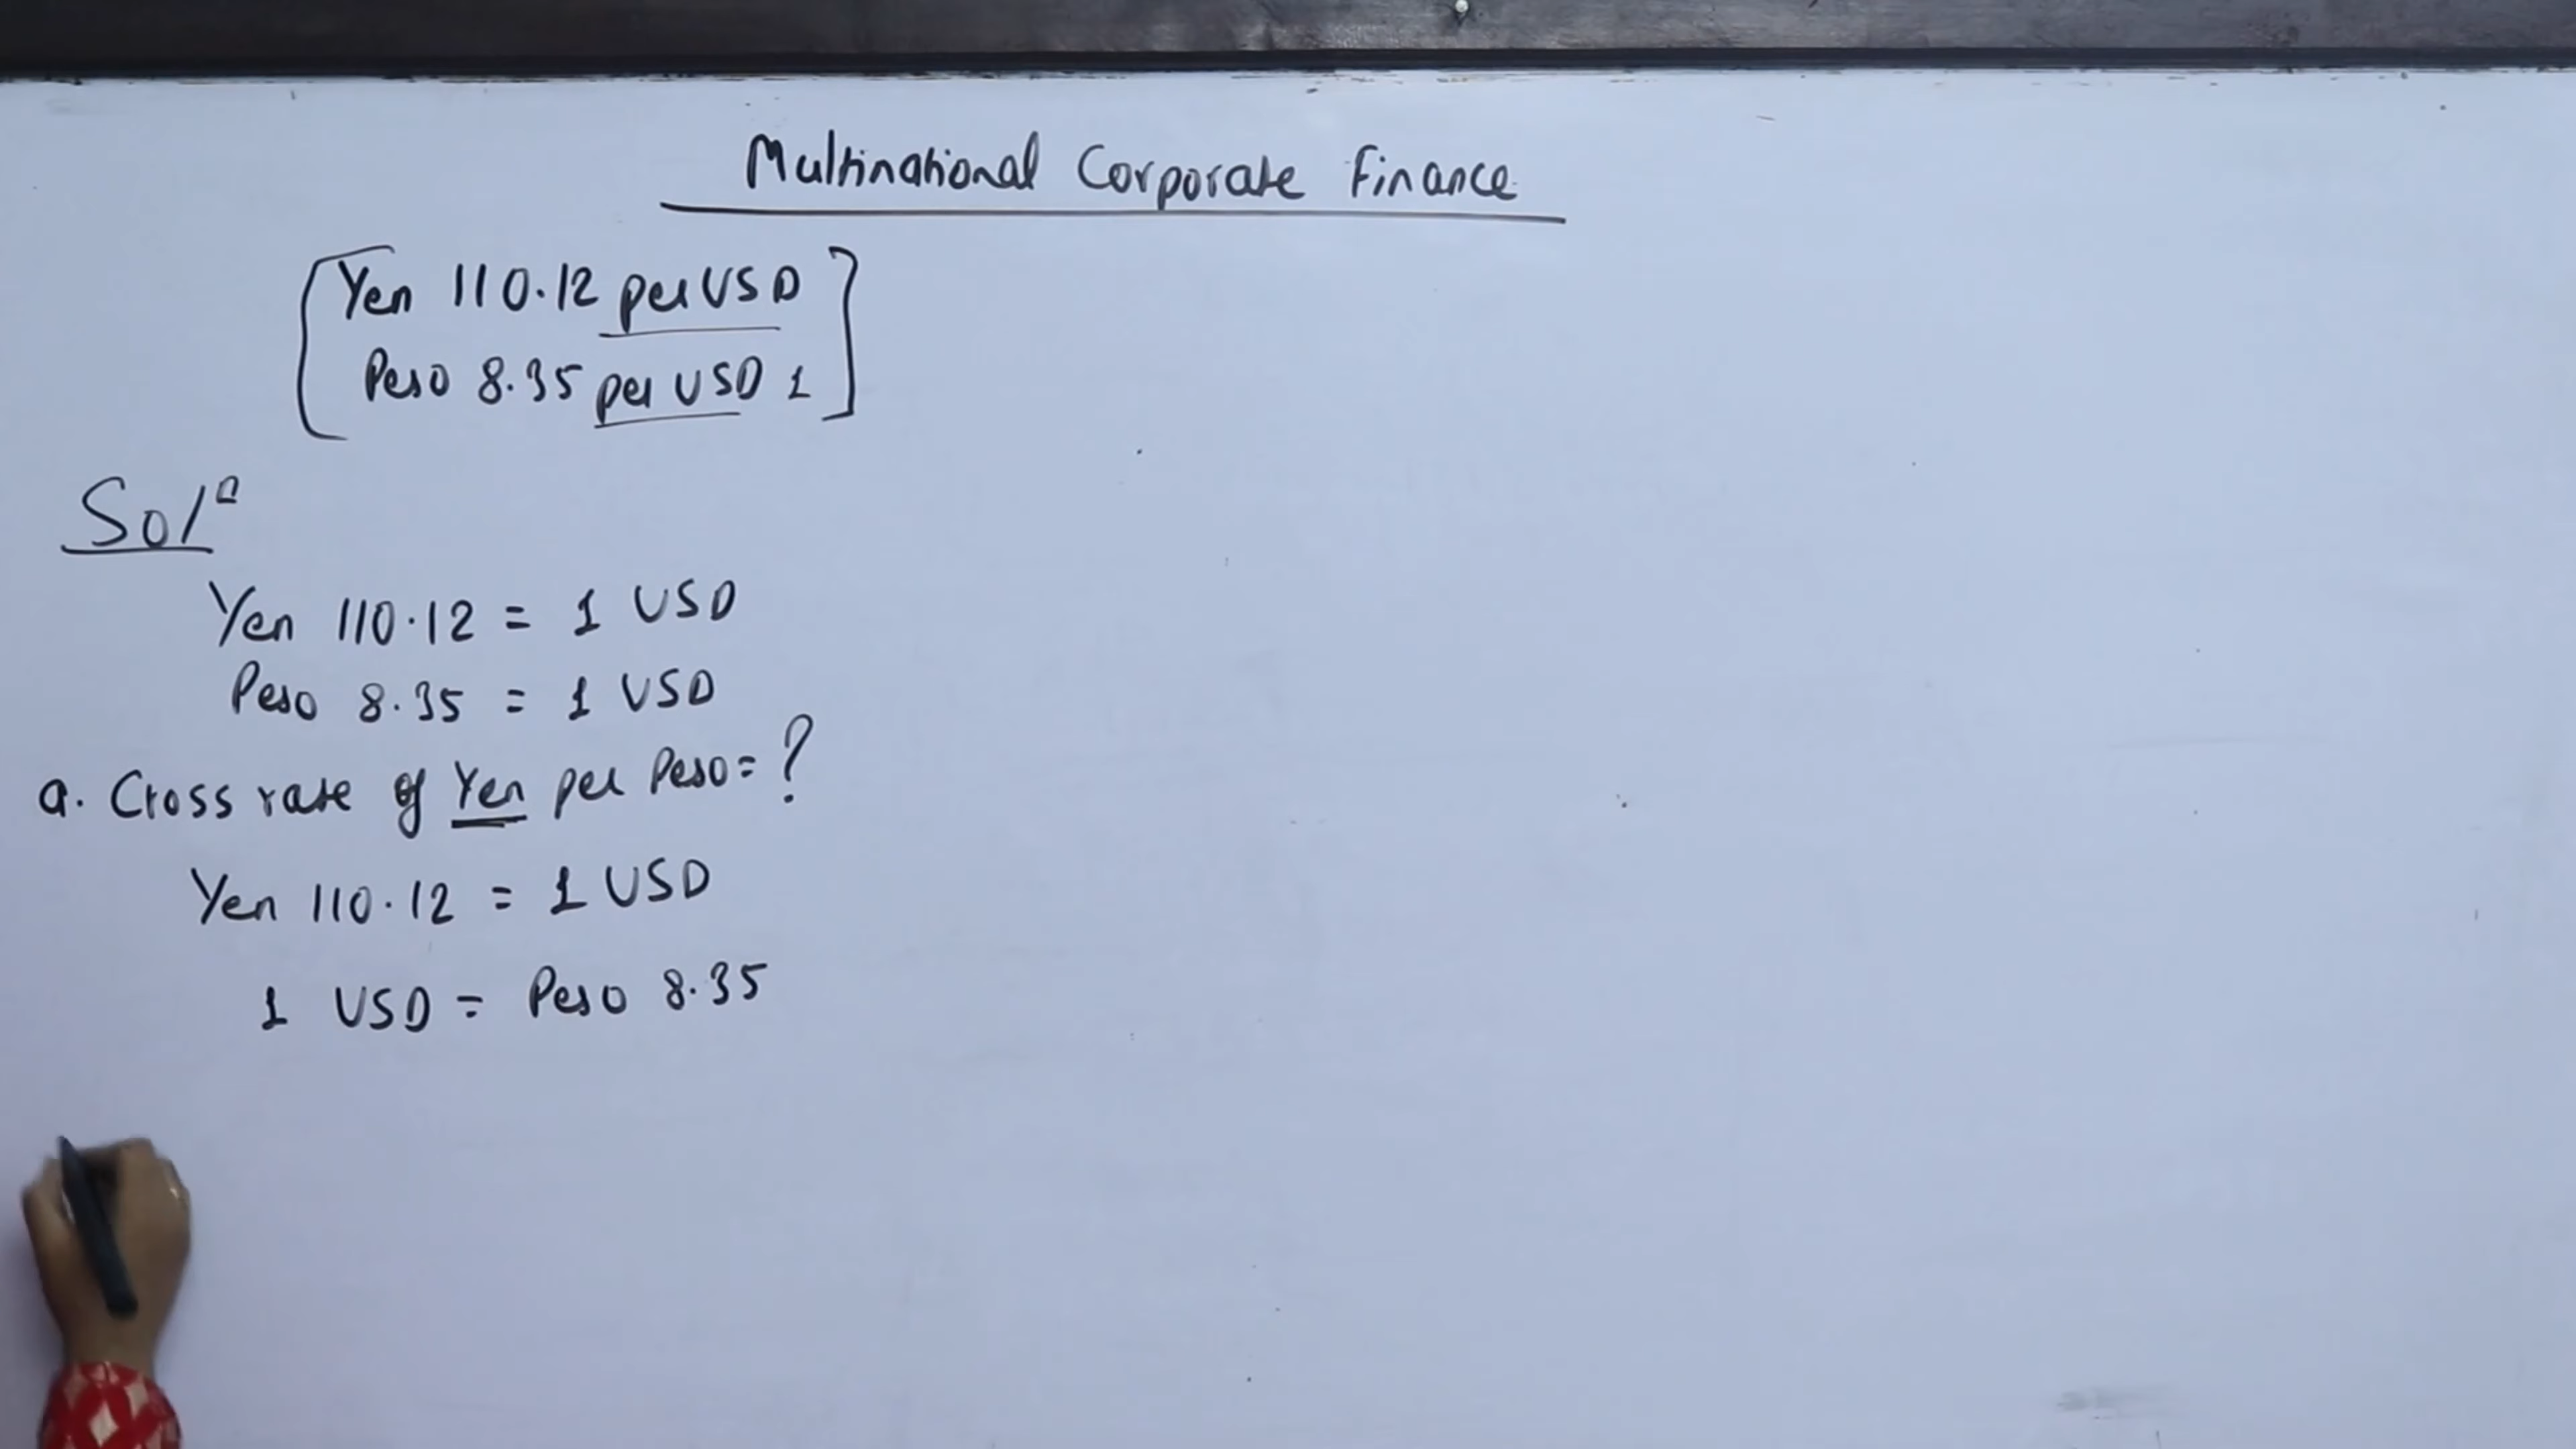 Multinational Corporate Finance
Yen 110.12 per USD
Peso 8.35 per USD 1
Solⁿ
Yen 110.12 = 1 USD
Peso 8.35 = 1 USD
a. Cross rate of Yen per Peso = ?
Yen 110.12 = 1 USD
1 USD = Peso 8.35